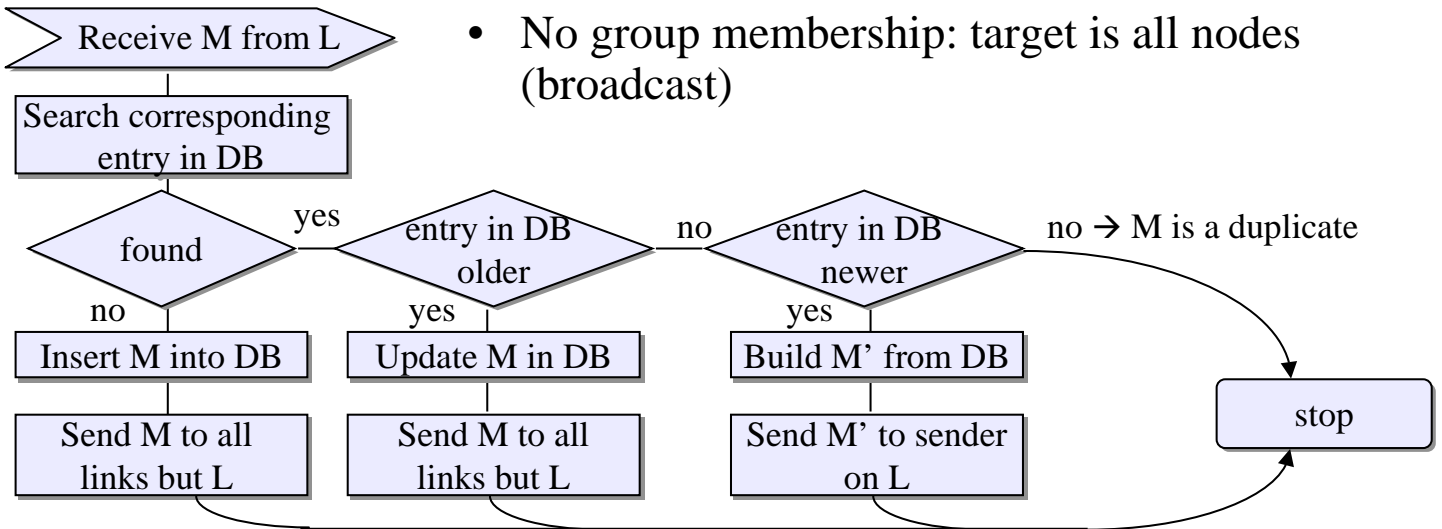 Receive M from L
• No group membership: target is all nodes
(broadcast)
Search corresponding
entry in DB
found
yes
entry in DB
older
no
entry in DB
newer
no → M is a duplicate
no
yes
yes
Insert M into DB
Update M in DB
Build M’ from DB
Send M to all
links but L
Send M to all
links but L
Send M’ to sender
on L
stop